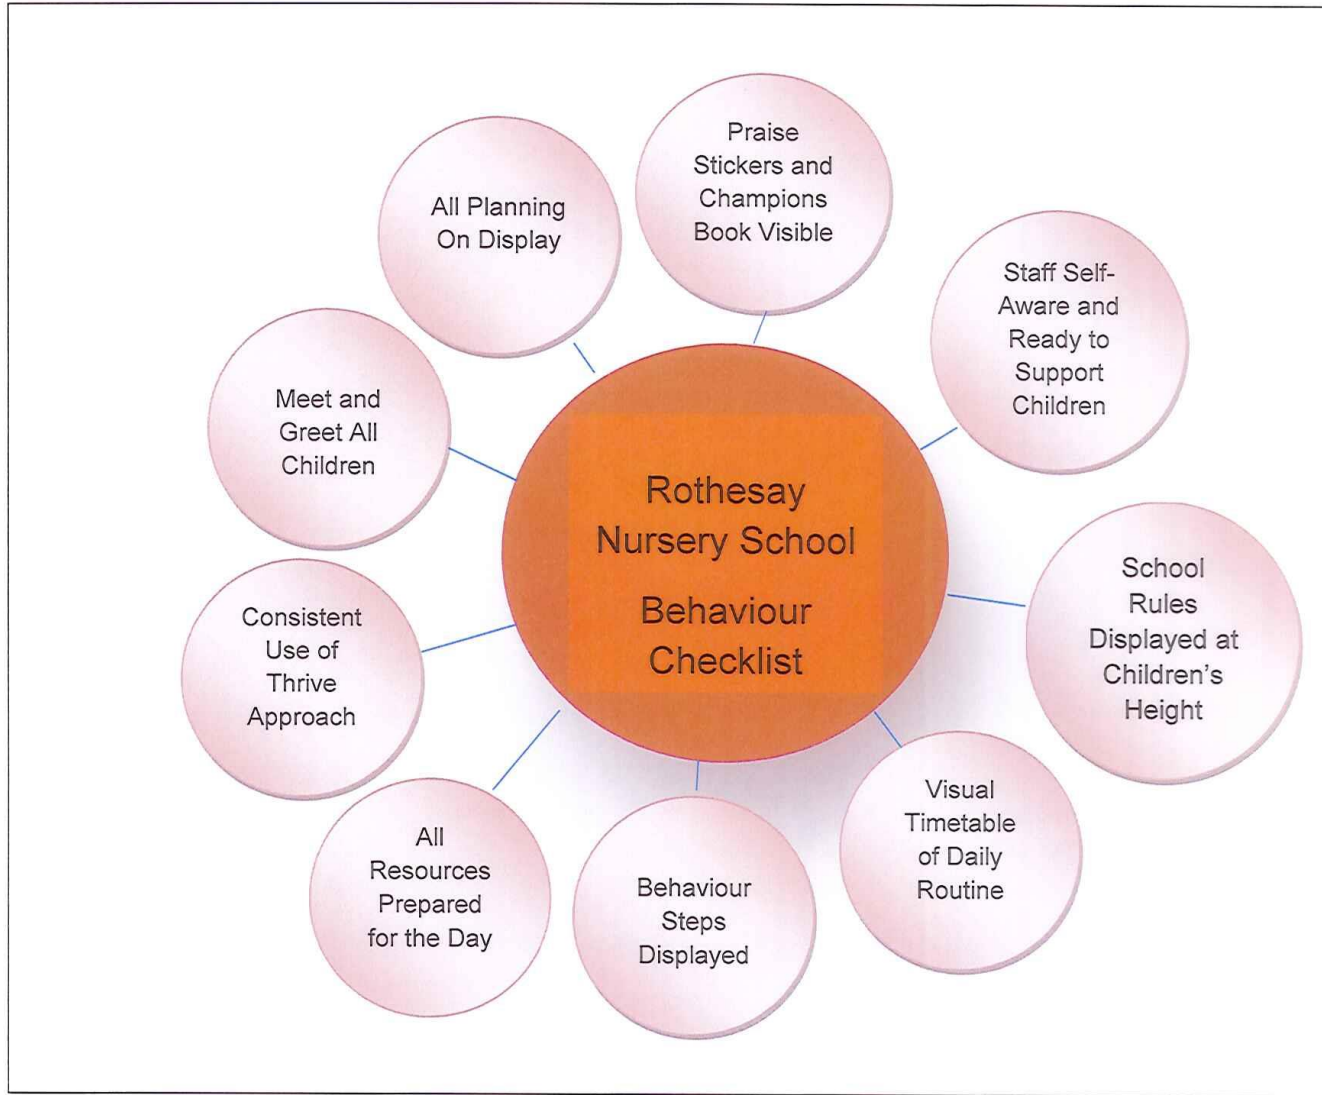 Rothesay
Nursery School
Behaviour
Checklist
Praise
Stickers and
Champions
Book Visible
Staff Self-
Aware and
Ready to
Support
Children
School
Rules
Displayed at
Children's
Height
Visual
Timetable
of Daily
Routine
Behaviour
Steps
Displayed
All
Resources
Prepared
for the Day
Consistent
Use of
Thrive
Approach
Meet and
Greet All
Children
All Planning
On Display